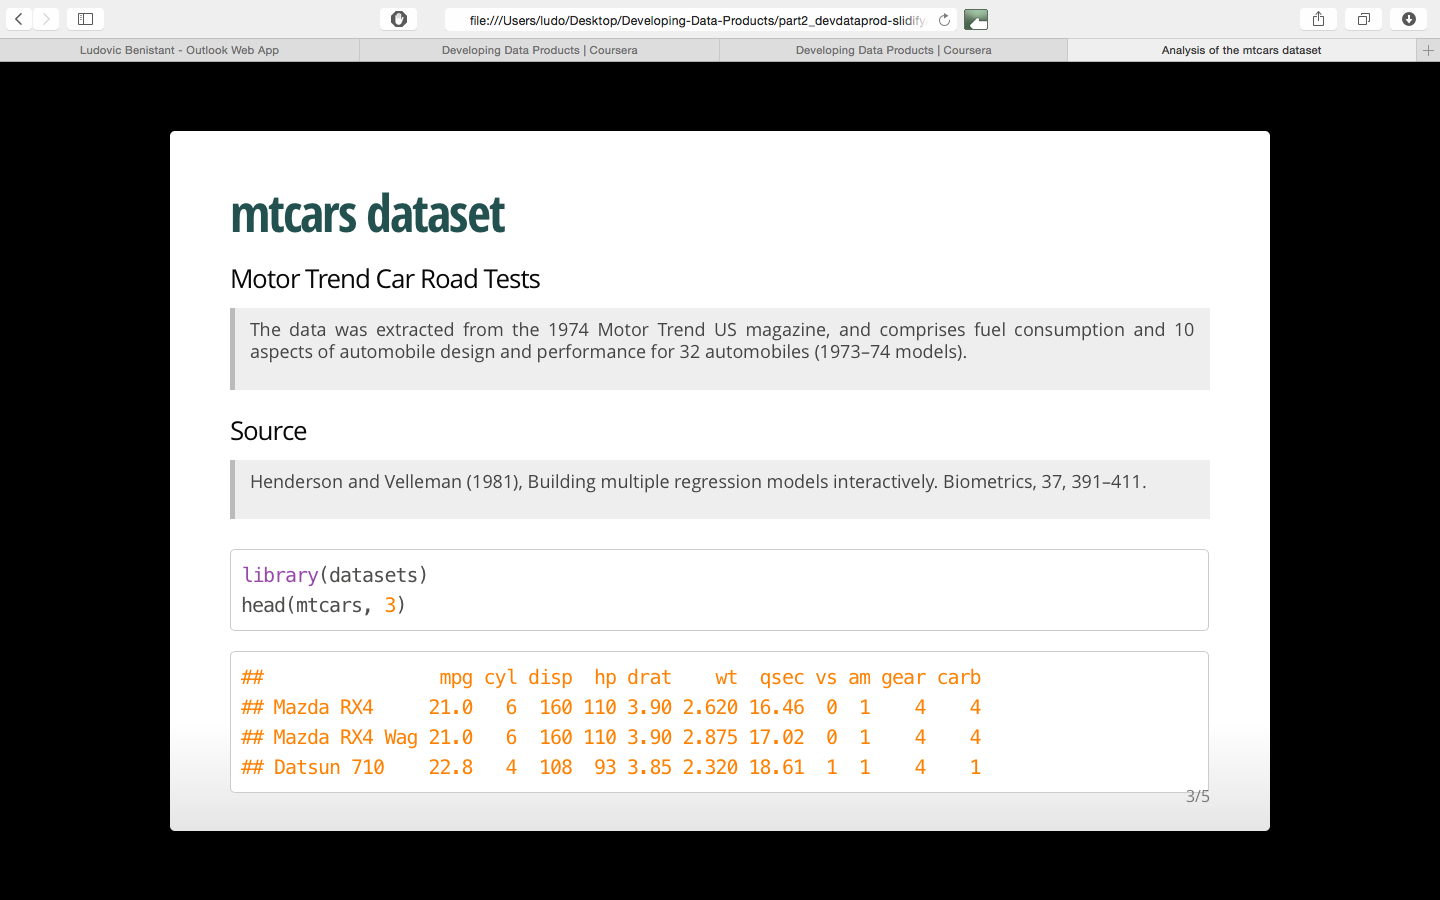 file:///Users/ludo/Desktop/Developing-Data-Products/part2_devdataprod-slidify
Ludovic Benistant - Outlook Web App
Developing Data Products | Coursera
Developing Data Products | Coursera
Analysis of the mtcars dataset
mtcars dataset
Motor Trend Car Road Tests
The data was extracted from the 1974 Motor Trend US magazine, and comprises fuel consumption and 10
aspects of automobile design and performance for 32 automobiles (1973–74 models).
Source
Henderson and Velleman (1981), Building multiple regression models interactively. Biometrics, 37, 391–411.
library(datasets)
head(mtcars, 3)
##                mpg cyl disp  hp drat    wt  qsec vs am gear carb
## Mazda RX4     21.0   6  160 110 3.90 2.620 16.46  0  1    4    4
## Mazda RX4 Wag 21.0   6  160 110 3.90 2.875 17.02  0  1    4    4
## Datsun 710    22.8   4  108  93 3.85 2.320 18.61  1  1    4    1
3/5